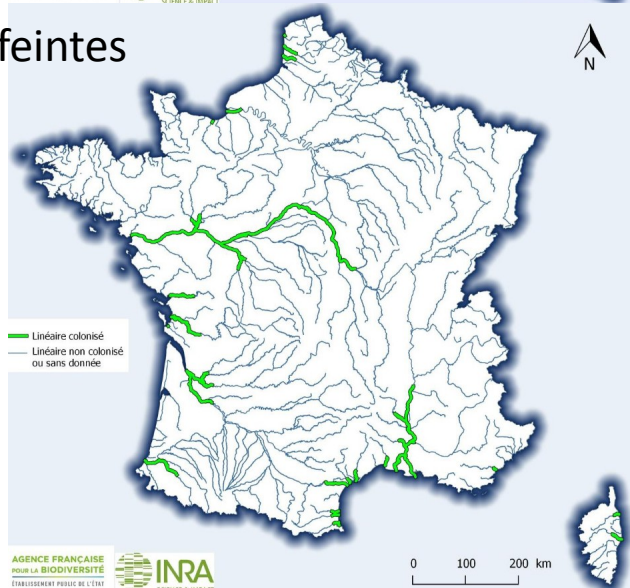 feintes
N
Linéaire colonisé
Linéaire non colonisé
ou sans donnée
AGENCE FRANÇAISE
POUR LA BIODIVERSITÉ
ÉTABLISSEMENT PUBLIC DE L'ÉTAT
INRA
0 100 200 km